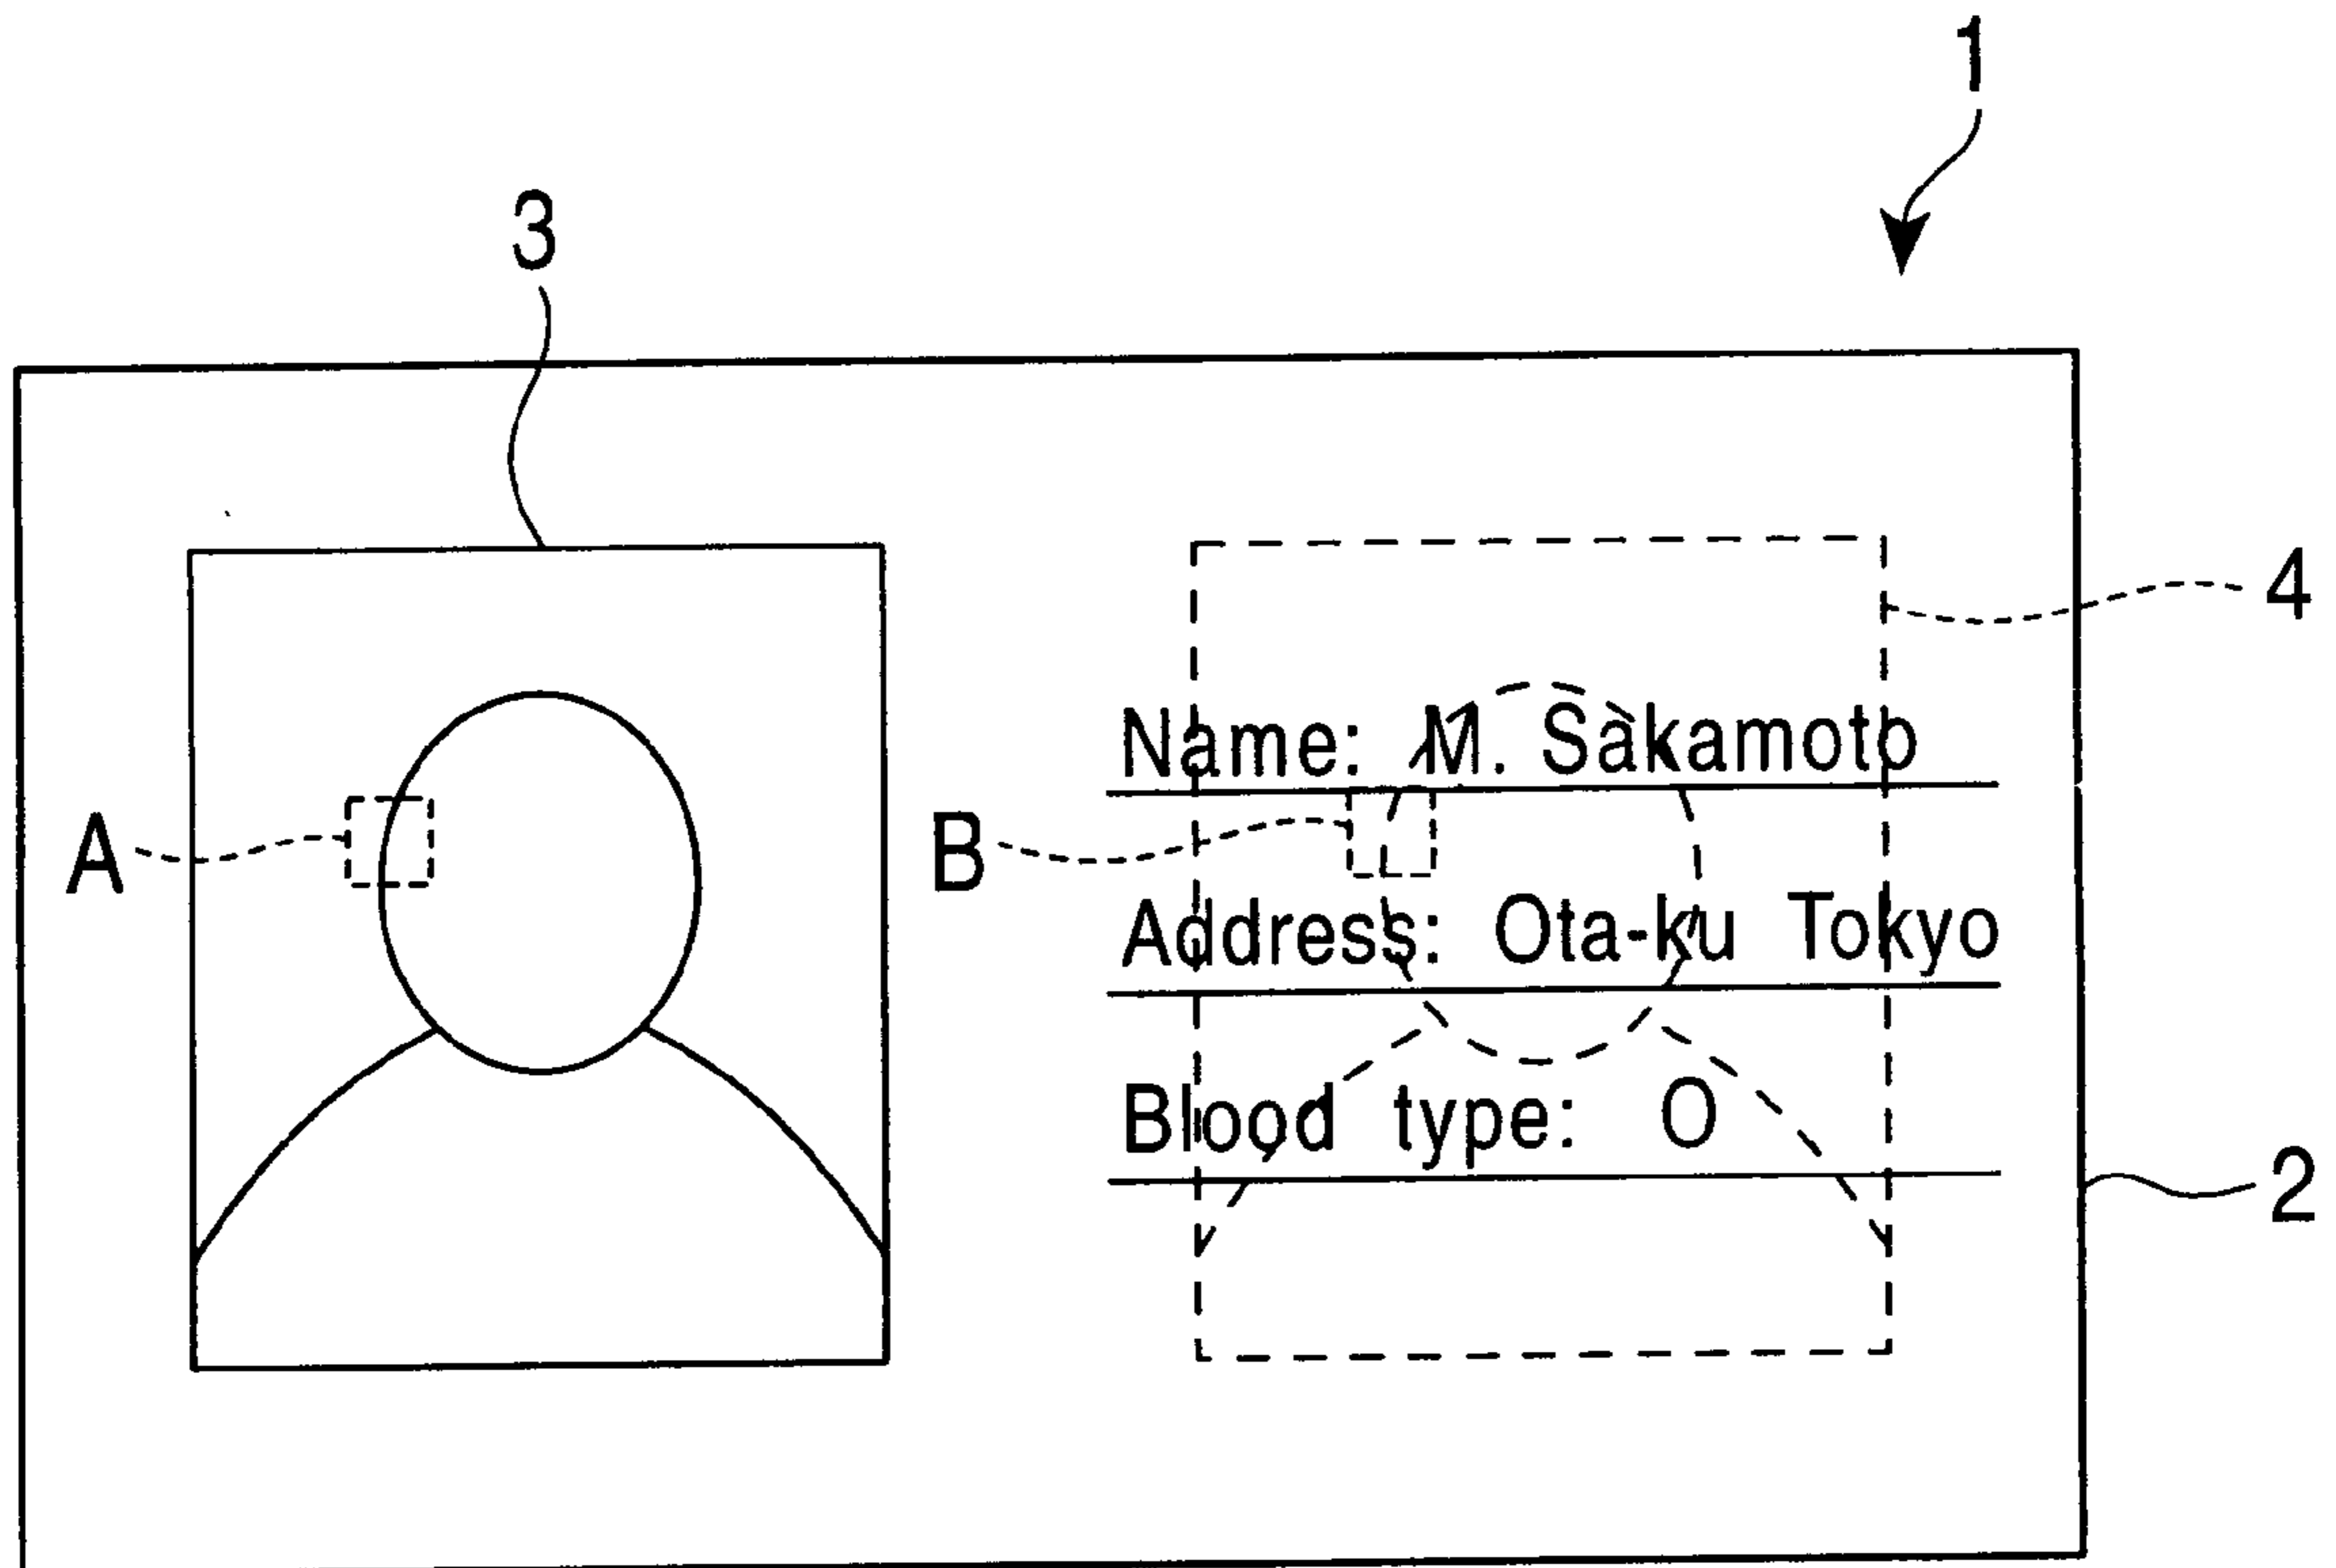 1
3
4
Name: M. Sakamoto
A
B
Address: Ota-ku Tokyo
Blood type: O
2